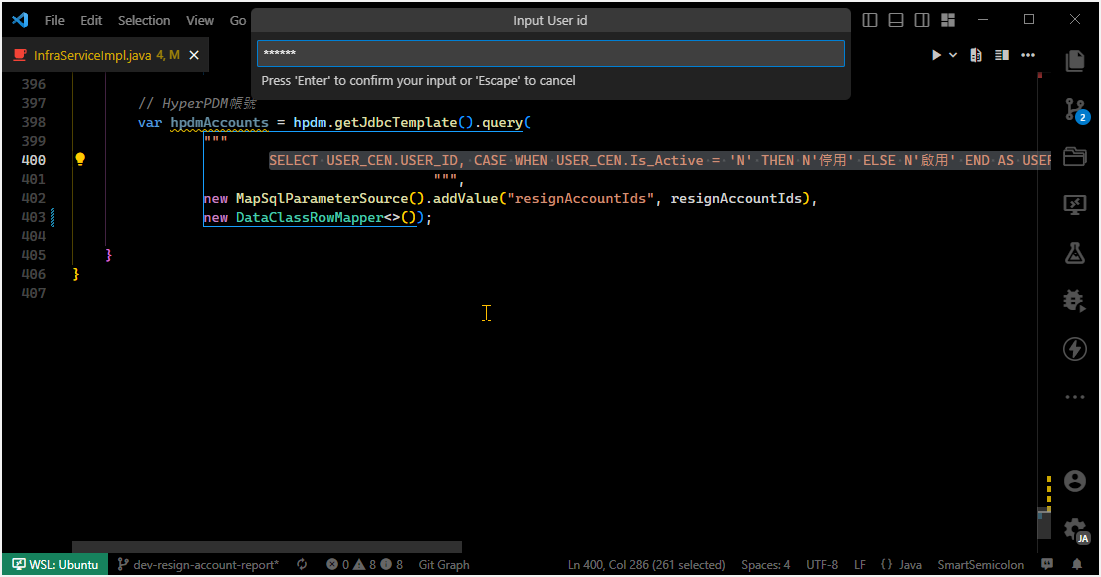 File Edit Selection View Go
Input User id
******
Press 'Enter' to confirm your input or 'Escape' to cancel
InfraServiceImpl.java 4, M
396
397 // HyperPDM帳號
398 var hpdmAccounts = hpdm.getJdbcTemplate().query(
399 """
400 SELECT USER_CEN.USER_ID, CASE WHEN USER_CEN.Is_Active = 'N' THEN N'停用' ELSE N'啟用' END AS USER
401 """,
402 new MapSqlParameterSource().addValue("resignAccountIds", resignAccountIds),
403 new DataClassRowMapper<>());
404
405 }
406 }
407
2
JA
WSL: Ubuntu dev-resign-account-report* 0 8 8 Git Graph Ln 400, Col 286 (261 selected) Spaces: 4 UTF-8 LF {} Java SmartSemicolon